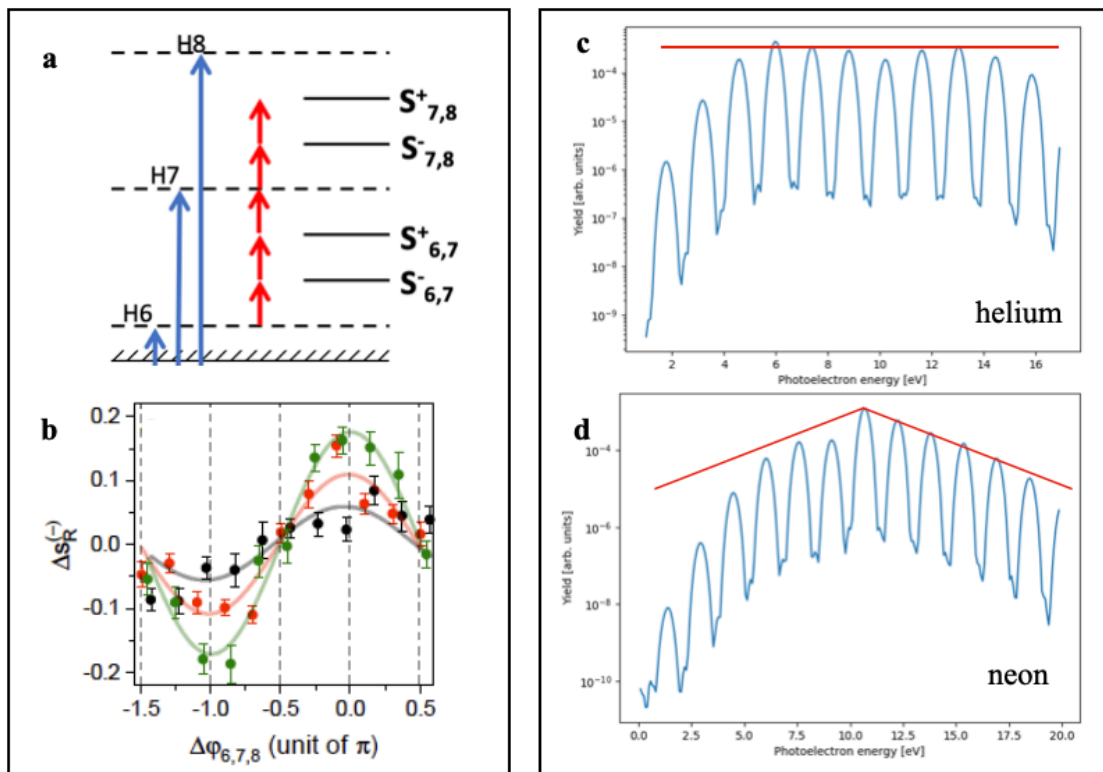 a
H8
H7
H6
S+7,8
S-7,8
S+6,7
S-6,7
b
ΔsR(-)
0.2
0.1
0.0
-0.1
-0.2
-1.5 -1.0 -0.5 0.0 0.5
Δφ6,7,8 (unit of π)
c
Yield [arb. units]
10−4
10−5
10−6
10−7
10−8
10−9
helium
2 4 6 8 10 12 14 16
Photoelectron energy [eV]
d
Yield [arb. units]
10−4
10−6
10−8
10−10
neon
0.0 2.5 5.0 7.5 10.0 12.5 15.0 17.5 20.0
Photoelectron energy [eV]